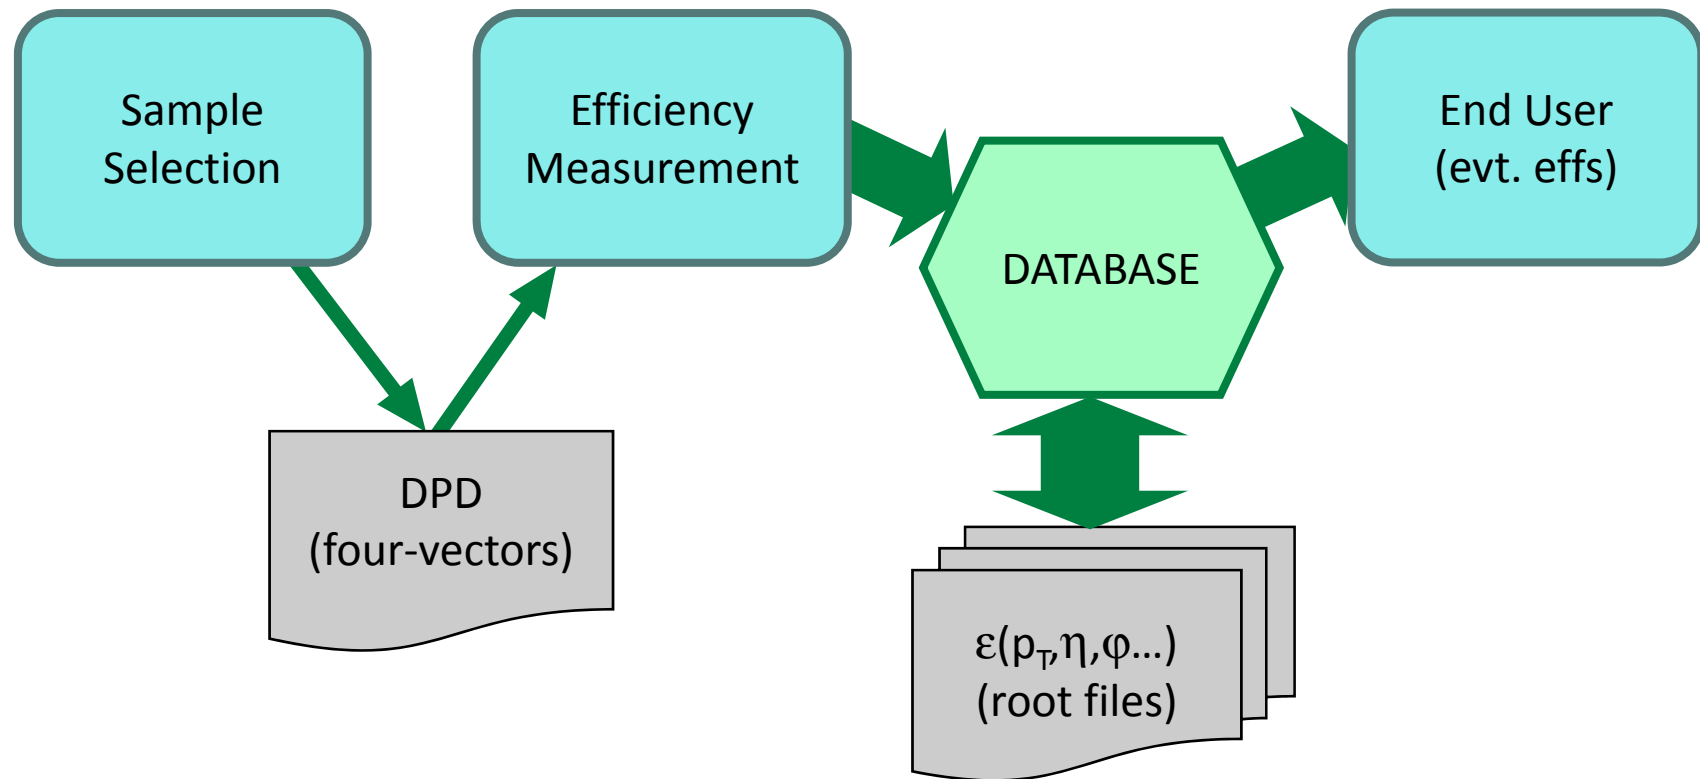 Sample
Selection
Efficiency
Measurement
End User
(evt. effs)
DATABASE
DPD
(four-vectors)
ε(pT,η,φ...)
(root files)